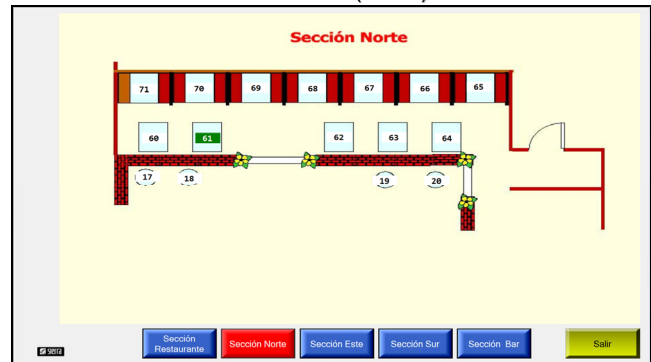 Sección Norte
71 70 69 68 67 66 65
60 61 62 63 64
17 18 19 20
Sección
Restaurante
Sección Norte
Sección Este
Sección Sur
Sección Bar
Salir